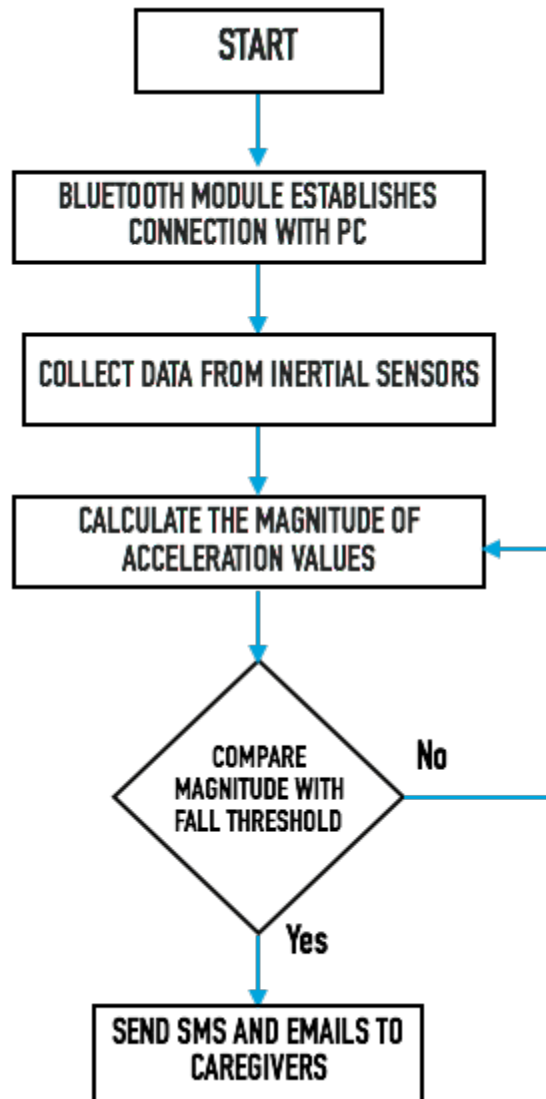 START
BLUETOOTH MODULE ESTABLISHES
CONNECTION WITH PC
COLLECT DATA FROM INERTIAL SENSORS
CALCULATE THE MAGNITUDE OF
ACCELERATION VALUES
COMPARE
MAGNITUDE WITH
FALL THRESHOLD
No
Yes
SEND SMS AND EMAILS TO
CAREGIVERS